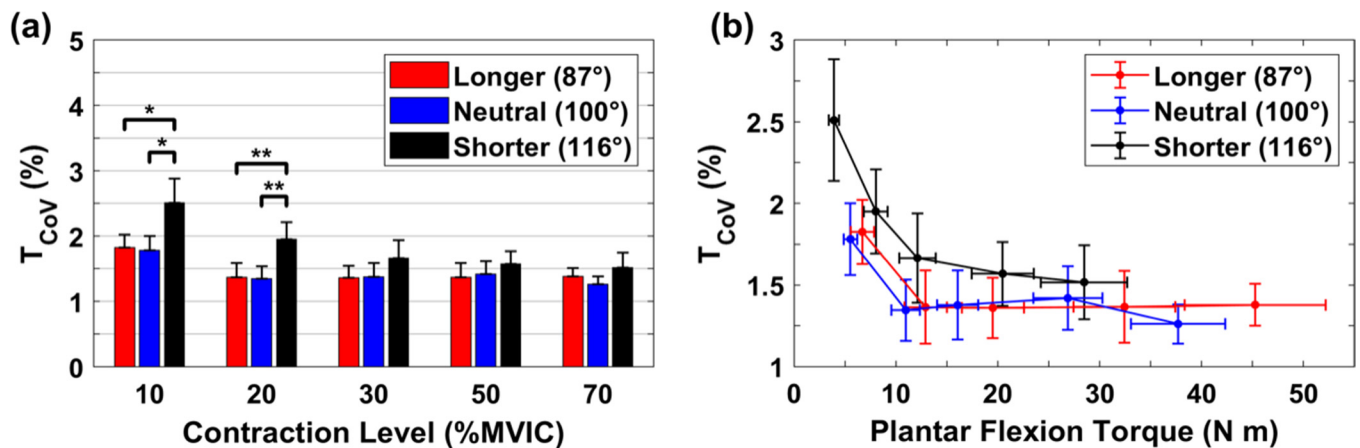 (a)
5
4
3
2
1
0
T_CoV (%)
Longer (87°)
Neutral (100°)
Shorter (116°)
*
*
**
**
10 20 30 50 70
Contraction Level (%MVIC)
(b)
3
2.5
2
1.5
1
T_CoV (%)
Longer (87°)
Neutral (100°)
Shorter (116°)
0 10 20 30 40 50
Plantar Flexion Torque (N m)